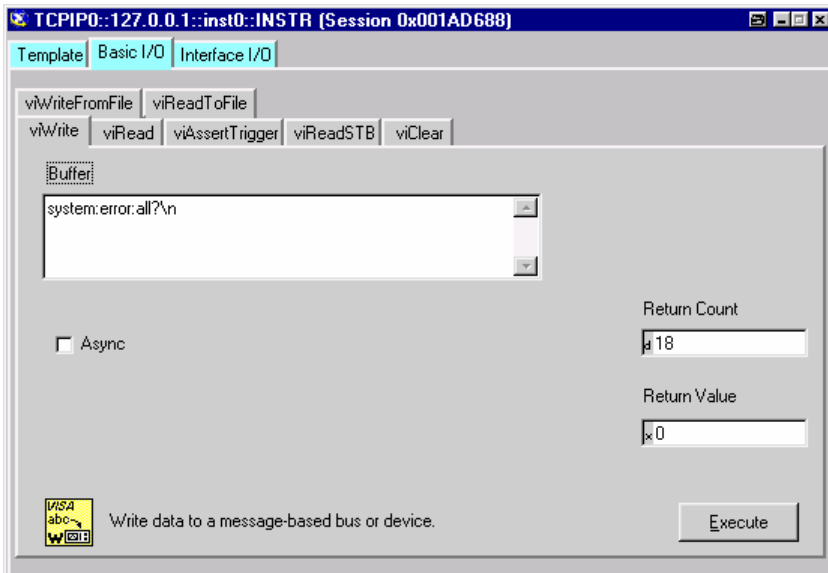 TCPIP0::127.0.0.1::inst0::INSTR (Session 0x001AD688)
Template Basic I/O Interface I/O
viWriteFromFile viReadToFile
viWrite viRead viAssertTrigger viReadSTB viClear
Buffer
system:error:all?\n
Return Count
Async
d 18
Return Value
x 0
VISA
abc
W
Write data to a message-based bus or device.
Execute